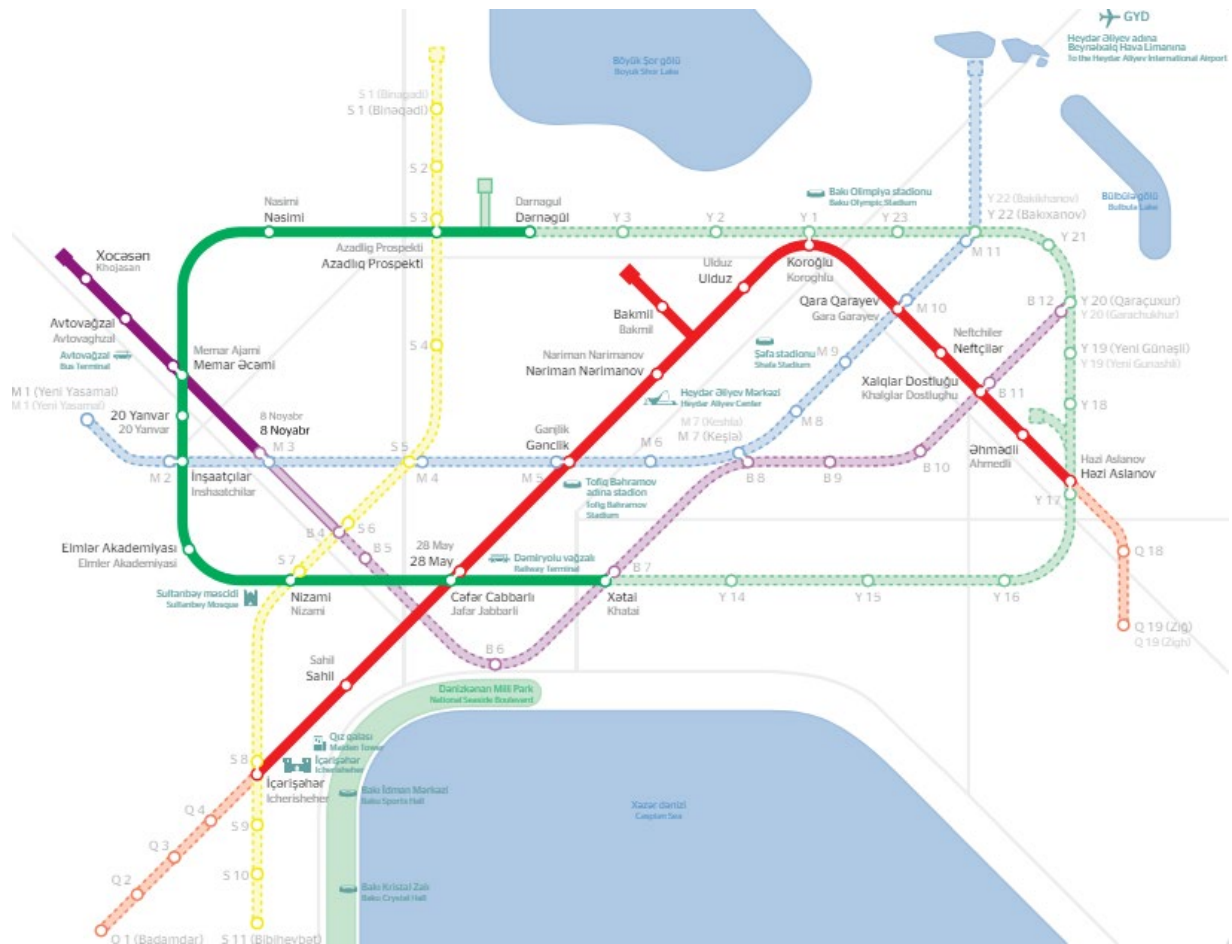 GYD
Heydər Əliyev adına
Beynəlxalq Hava Limanına
To the Heydar Aliyev International Airport
Böyük Şor gölü
Boyuk Shor Lake
S 1 (Binagadi)
S 1 (Binəqədi)
S 2
S 3
Nasimi
Nəsimi
Darnagul
Dərnəgül
Azadlig Prospekti
Azadlıq Prospekti
Y 3
Y 2
Y 1
Y 23
Bakı Olimpiya stadionu
Baku Olympic Stadium
Y 22 (Bakikhanov)
Y 22 (Bakıxanov)
Y 21
Bülbülə gölü
Bulbula Lake
Xocəsən
Khojasan
Ulduz
Ulduz
Koroğlu
Koroghlu
M 11
Avtovağzal
Avtovaghzal
Avtovağzal
Bus Terminal
Bakmil
Bakmil
Qara Qarayev
Gara Garayev
M 10
B 12
Y 20 (Qaraçuxur)
Y 20 (Garachukhur)
Memar Ajami
Memar Əcəmi
S 4
Nariman Narimanov
Nəriman Nərimanov
Şəfa stadionu
Shafa Stadium
M 9
Neftchiler
Neftçilər
Y 19 (Yeni Günəşli)
Y 19 (Yeni Gunashli)
M 1 (Yeni Yasamal)
M 1 (Yeni Yasamal)
Heydər Əliyev Mərkəzi
Heydar Aliyev Center
Xalqlar Dostluğu
Khalglar Dostlughu
B 11
Y 18
20 Yanvar
20 Yanvar
8 Noyabr
8 Noyabr
M 3
Ganjlik
Gənclik
M 6
M 7 (Keshla)
M 7 (Keşlə)
M 8
S 5
M 2
İnşaatçılar
Inshaatchilar
M 4
M 5
B 8
B 9
B 10
Əhmədli
Ahmedli
Hazi Aslanov
Həzi Aslanov
Tofiq Bəhramov
adına stadion
Tofig Bahramov
Stadium
Y 17
Elmlər Akademiyası
Elmler Akademiyasi
B 4
S 6
B 5
S 7
28 May
28 May
Dəmiryolu vağzalı
Railway Terminal
B 7
Q 18
Sultanbəy məscidi
Sultanbey Mosque
Nizami
Nizami
Cəfər Cabbarlı
Jafar Jabbarli
Xətai
Khatai
Y 14
Y 15
Y 16
Q 19 (Zığ)
Q 19 (Zigh)
Sahil
Sahil
B 6
Dənizkənarı Milli Park
National Seaside Boulevard
Qız qalası
Maiden Tower
S 8
İçərişəhər
Icherisheher
İçərişəhər
Icherisheher
Bakı İdman Mərkəzi
Baku Sports Hall
Xəzər dənizi
Caspian Sea
Q 4
S 9
Q 3
Q 2
S 10
Bakı Kristal Zalı
Baku Crystal Hall
Q 1 (Badamdar)
S 11 (Bibiheybət)